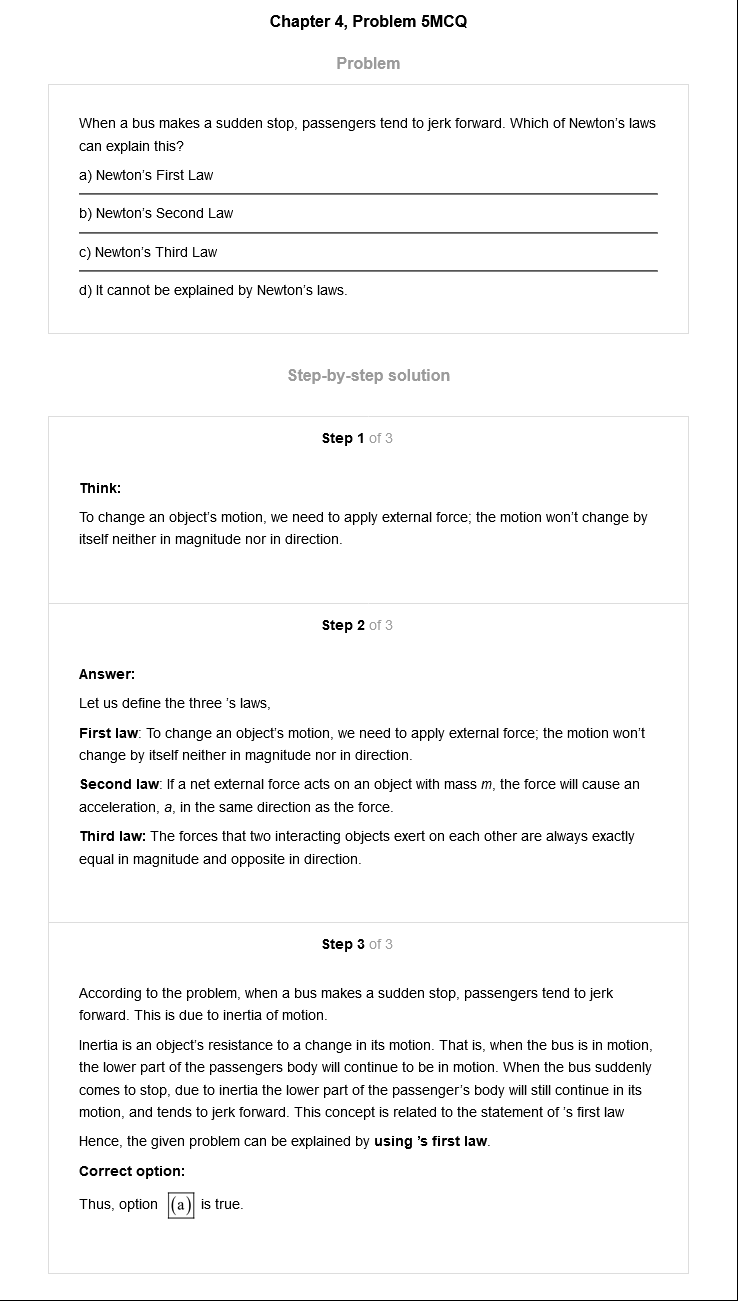 Chapter 4, Problem 5MCQ
Problem
When a bus makes a sudden stop, passengers tend to jerk forward. Which of Newton's laws
can explain this?
a) Newton's First Law
b) Newton's Second Law
c) Newton's Third Law
d) It cannot be explained by Newton's laws.
Step-by-step solution
Step 1 of 3
Think:
To change an object's motion, we need to apply external force; the motion won't change by
itself neither in magnitude nor in direction.
Step 2 of 3
Answer:
Let us define the three 's laws,
First law: To change an object's motion, we need to apply external force; the motion won't
change by itself neither in magnitude nor in direction.
Second law: If a net external force acts on an object with mass m, the force will cause an
acceleration, a, in the same direction as the force.
Third law: The forces that two interacting objects exert on each other are always exactly
equal in magnitude and opposite in direction.
Step 3 of 3
According to the problem, when a bus makes a sudden stop, passengers tend to jerk
forward. This is due to inertia of motion.
Inertia is an object's resistance to a change in its motion. That is, when the bus is in motion,
the lower part of the passengers body will continue to be in motion. When the bus suddenly
comes to stop, due to inertia the lower part of the passenger's body will still continue in its
motion, and tends to jerk forward. This concept is related to the statement of 's first law
Hence, the given problem can be explained by using 's first law.
Correct option:
Thus, option (a) is true.